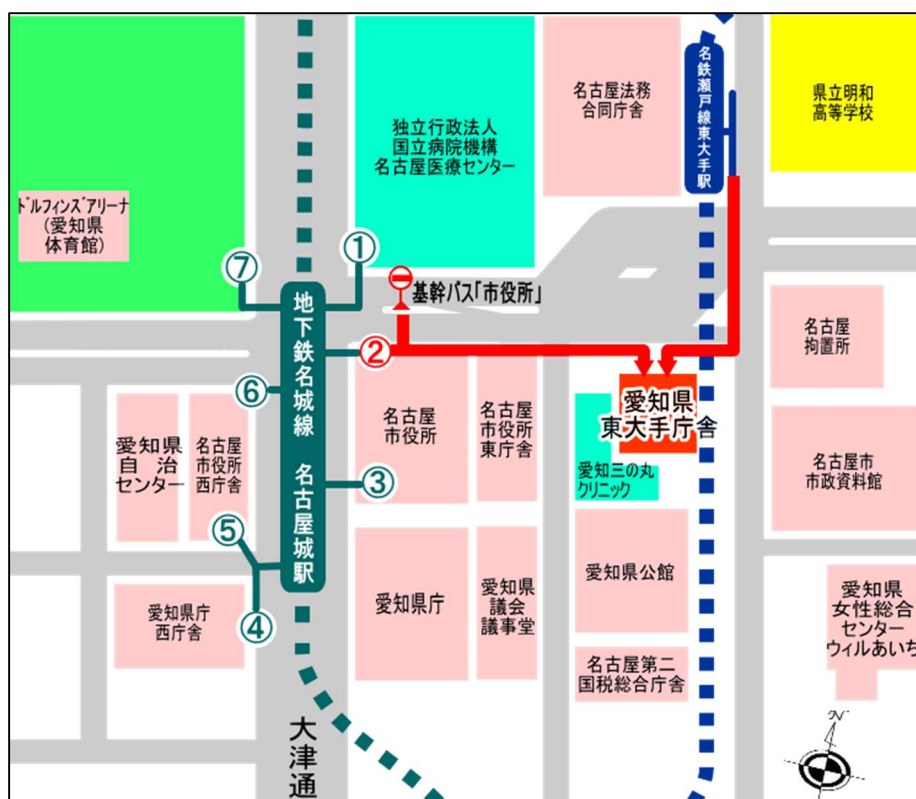 名古屋法務
合同庁舎
名鉄瀬戸線東大手駅
県立明和
高等学校
独立行政法人
国立病院機構
名古屋医療センター
ドルフィンズアリーナ
(愛知県
体育館)
⑦
①
基幹バス「市役所」
地下鉄名城線 名古屋城駅
②
⑥
名古屋
拘置所
愛知県
東大手庁舎
愛知県
自治
センター
名古屋
市役所
西庁舎
名古屋
市役所
名古屋
市役所
東庁舎
③
愛知三の丸
クリニック
名古屋市
市政資料館
⑤
④
愛知県庁
西庁舎
愛知県庁
愛知県
議会
議事堂
愛知県公館
愛知県
女性総合
センター
ウィルあいち
名古屋第二
国税総合庁舎
大津通
N